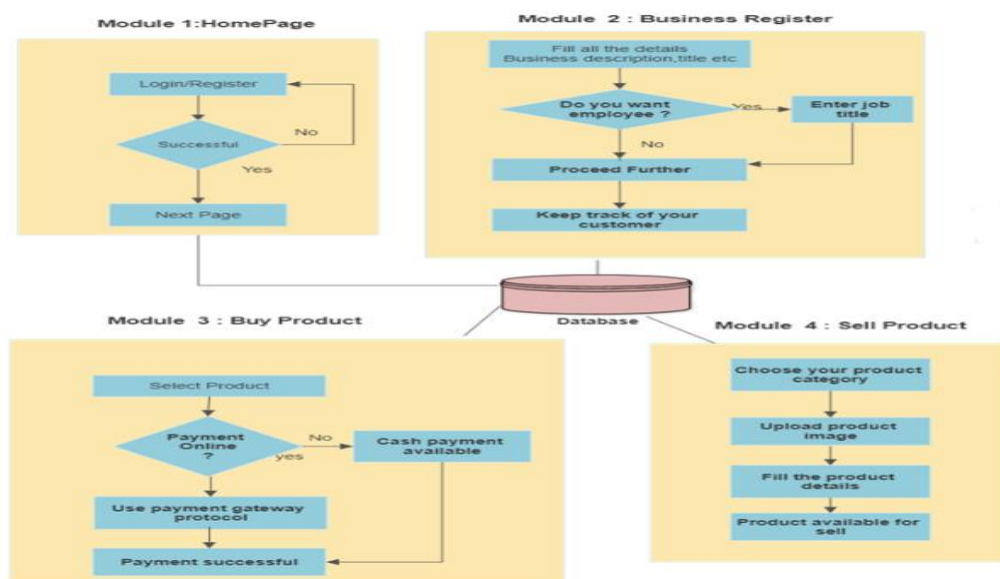 Module 1:HomePage
Login/Register
Successful
No
Yes
Next Page
Module 2 : Business Register
Fill all the details
Business description,title etc
Do you want
employee ?
Yes
Enter job
title
No
Proceed Further
Keep track of your
customer
Database
Module 3 : Buy Product
Select Product
Payment
Online
?
No
yes
Cash payment
available
Use payment gateway
protocol
Payment successful
Module 4 : Sell Product
Choose your product
category
Upload product
image
Fill the product
details
Product available for
sell